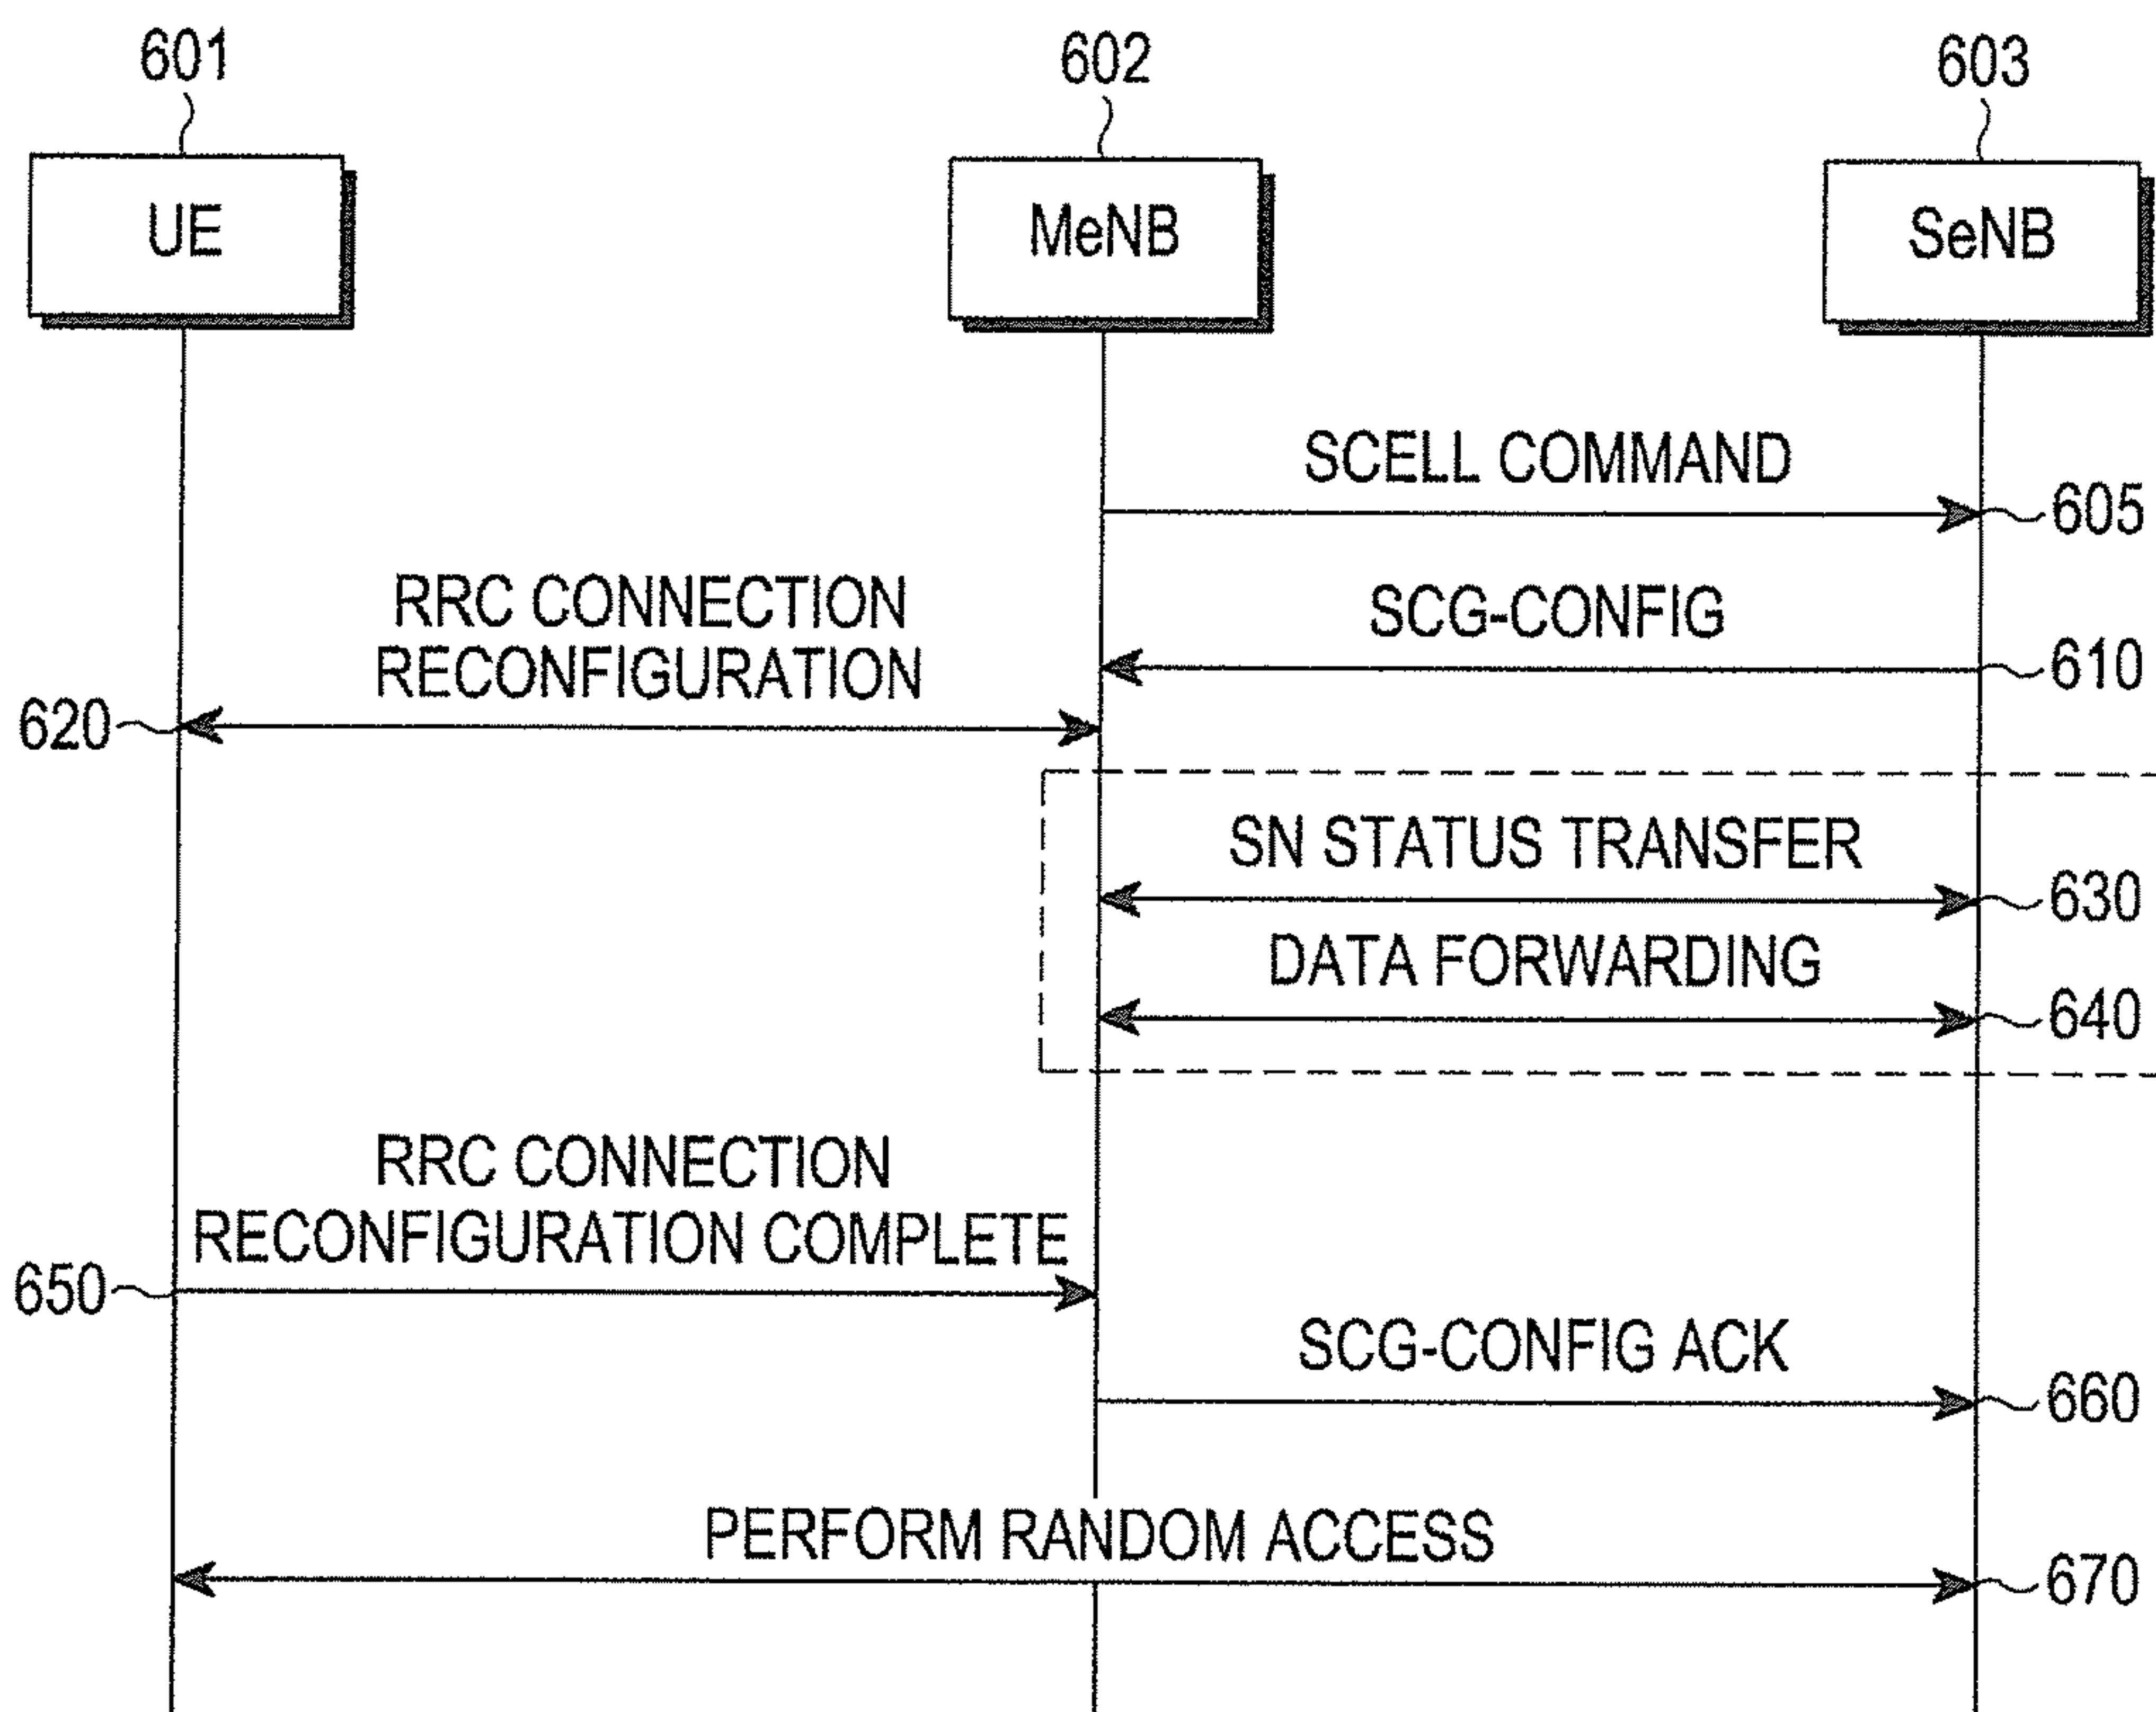 601
602
603
UE
MeNB
SeNB
SCELL COMMAND
605
RRC CONNECTION
RECONFIGURATION
SCG-CONFIG
610
620
SN STATUS TRANSFER
630
DATA FORWARDING
640
RRC CONNECTION
RECONFIGURATION COMPLETE
650
SCG-CONFIG ACK
660
PERFORM RANDOM ACCESS
670